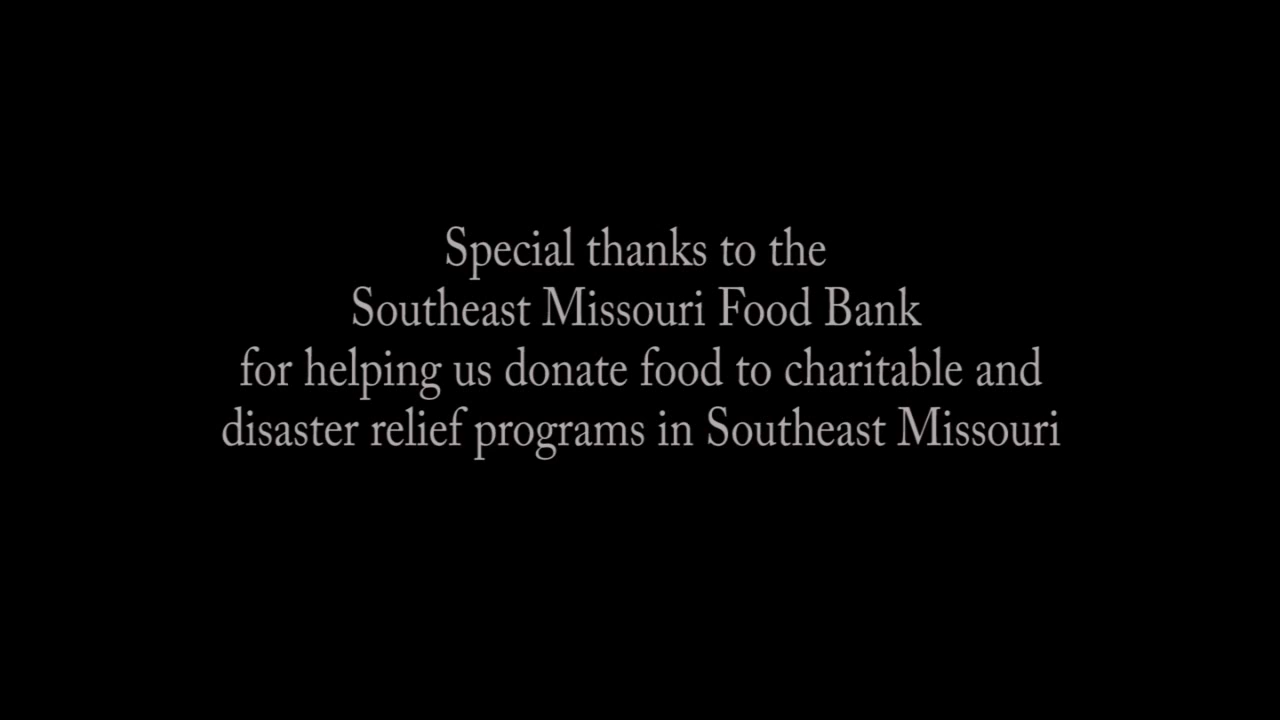 Special thanks to the
Southeast Missouri Food Bank
for helping us donate food to charitable and
disaster relief programs in Southeast Missouri